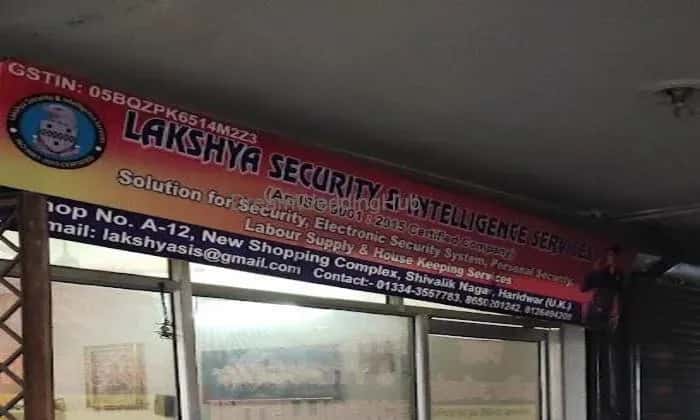 GSTIN: 05BQZPK6514M2Z3
LAKSHYA SECURITY & INTELLIGENCE SERVICES
(An ISO 9001 : 2015 Certified Company)
Solution for Security, Electronic Security System, Personal Security,
Labour Supply & House Keeping Services
hop No. A-12, New Shopping Complex, Shivalik Nagar, Haridwar (U.K.)
mail: lakshyasis@gmail.com Contact:- 01334-3557783, 8650201242, 8126494208